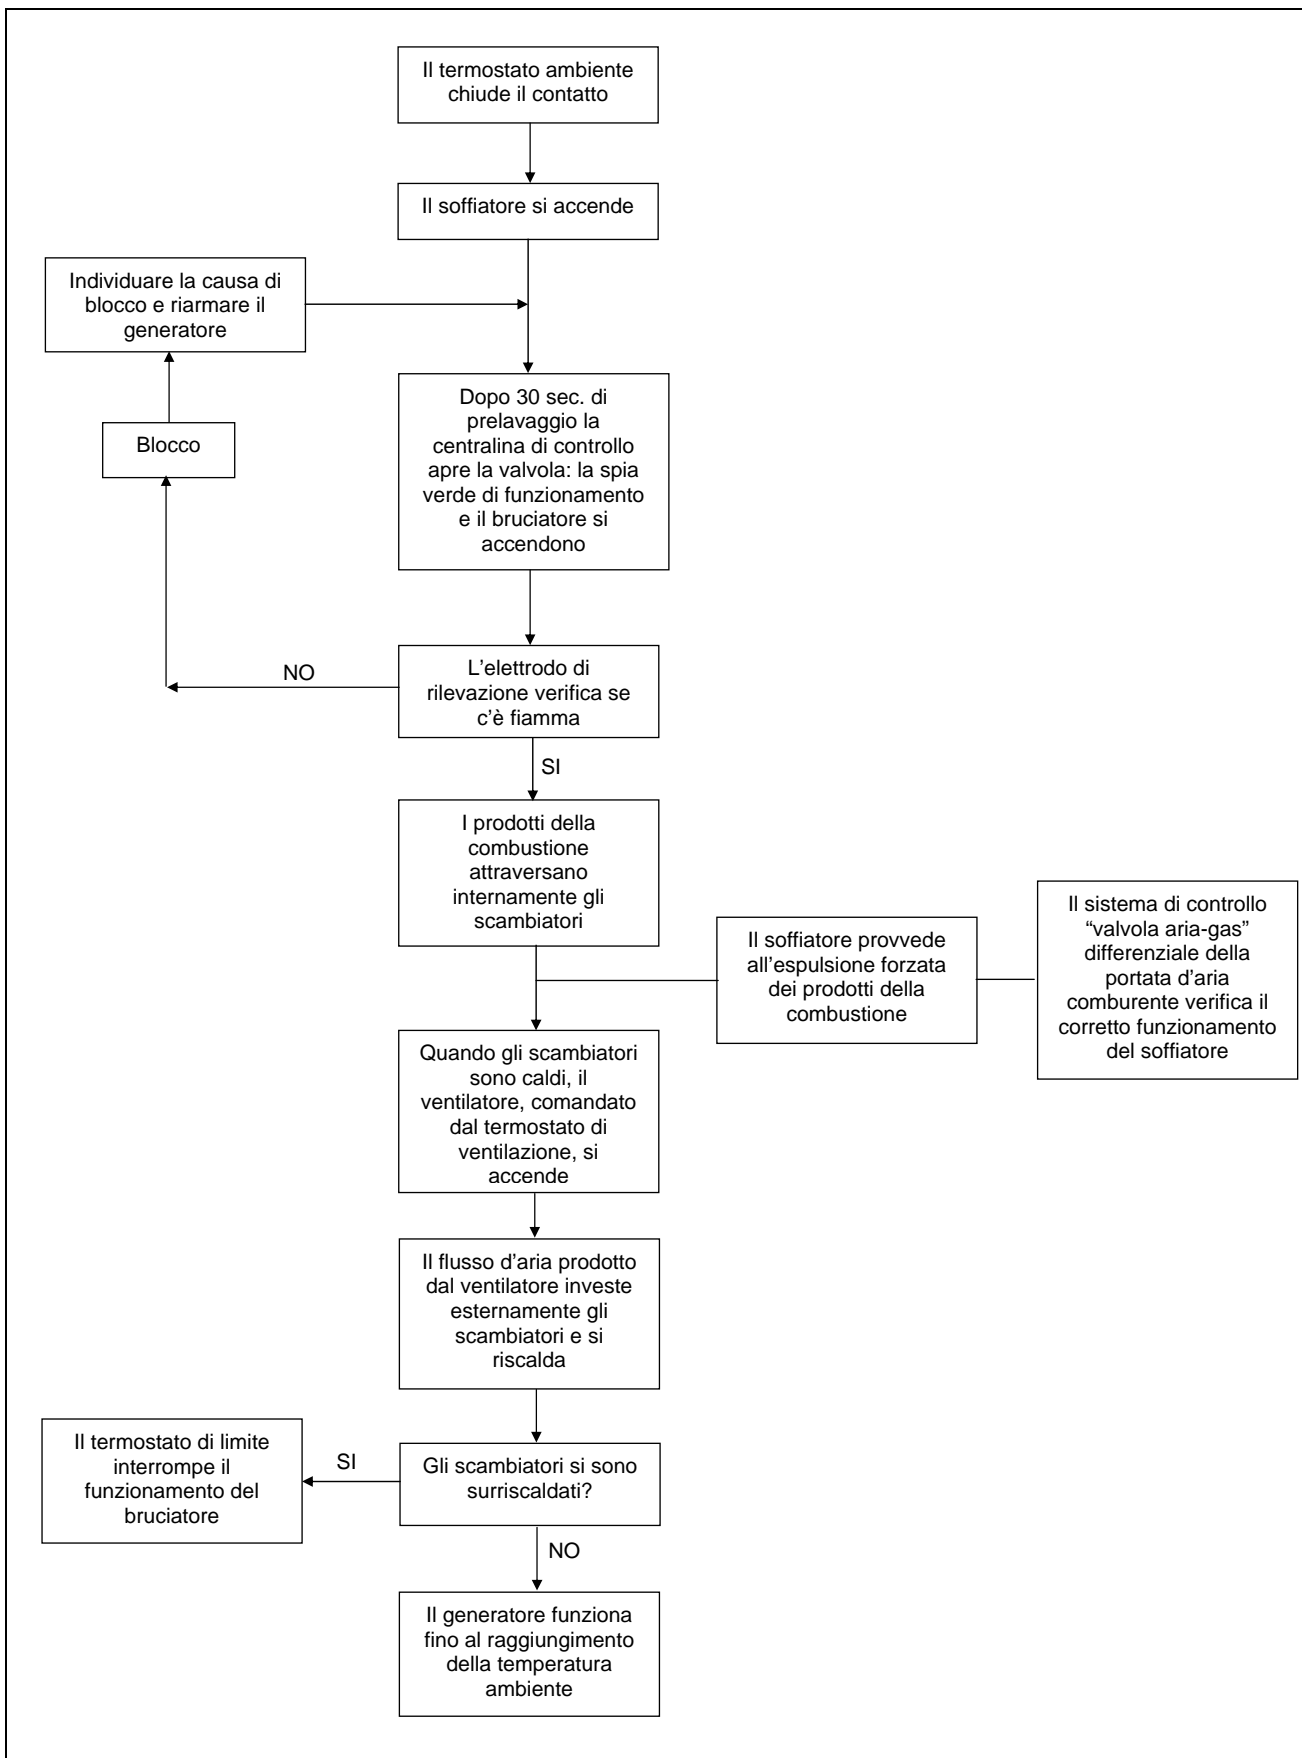 Il termostato ambiente
chiude il contatto
Il soffiatore si accende
Individuare la causa di
blocco e riarmare il
generatore
Dopo 30 sec. di
prelavaggio la
centralina di controllo
apre la valvola: la spia
verde di funzionamento
e il bruciatore si
accendono
Blocco
NO
L’elettrodo di
rilevazione verifica se
c’è fiamma
SI
I prodotti della
combustione
attraversano
internamente gli
scambiatori
Il soffiatore provvede
all’espulsione forzata
dei prodotti della
combustione
Il sistema di controllo
“valvola aria-gas”
differenziale della
portata d’aria
comburente verifica il
corretto funzionamento
del soffiatore
Quando gli scambiatori
sono caldi, il
ventilatore, comandato
dal termostato di
ventilazione, si
accende
Il flusso d’aria prodotto
dal ventilatore investe
esternamente gli
scambiatori e si
riscalda
Il termostato di limite
interrompe il
funzionamento del
bruciatore
SI
Gli scambiatori si sono
surriscaldati?
NO
Il generatore funziona
fino al raggiungimento
della temperatura
ambiente